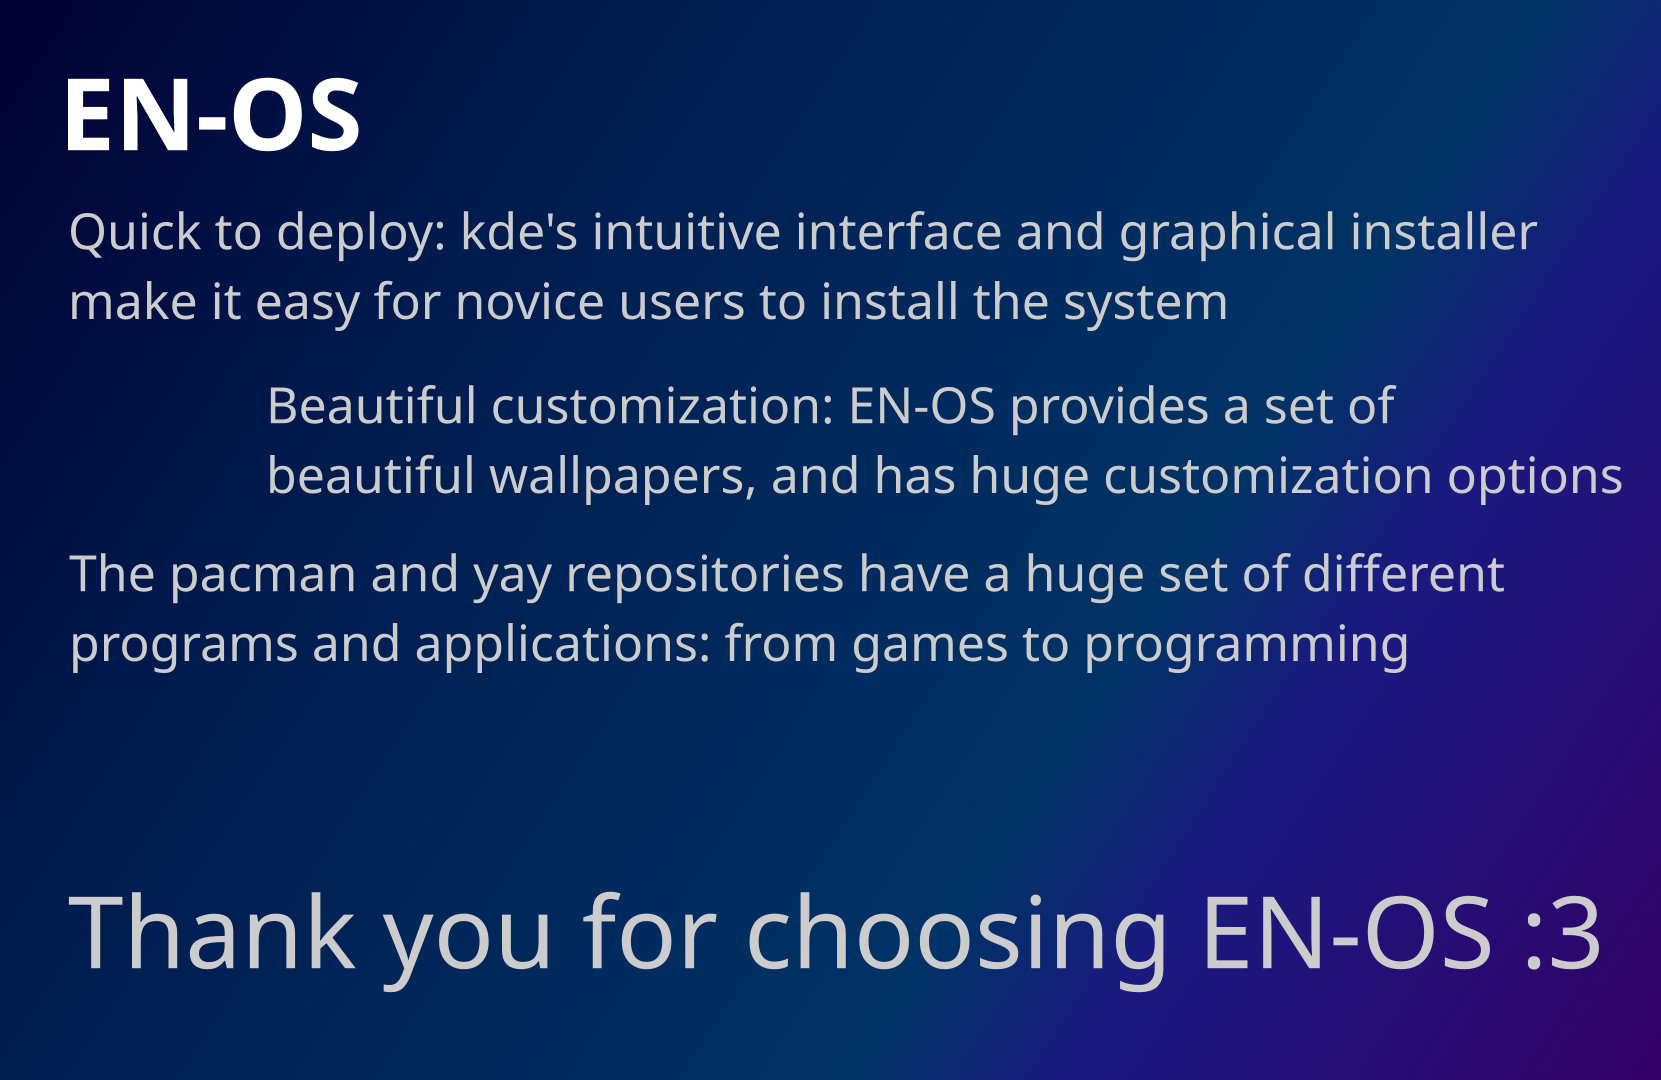 EN-OS
Quick to deploy: kde's intuitive interface and graphical installer
make it easy for novice users to install the system
Beautiful customization: EN-OS provides a set of
beautiful wallpapers, and has huge customization options
The pacman and yay repositories have a huge set of different
programs and applications: from games to programming
Thank you for choosing EN-OS :3